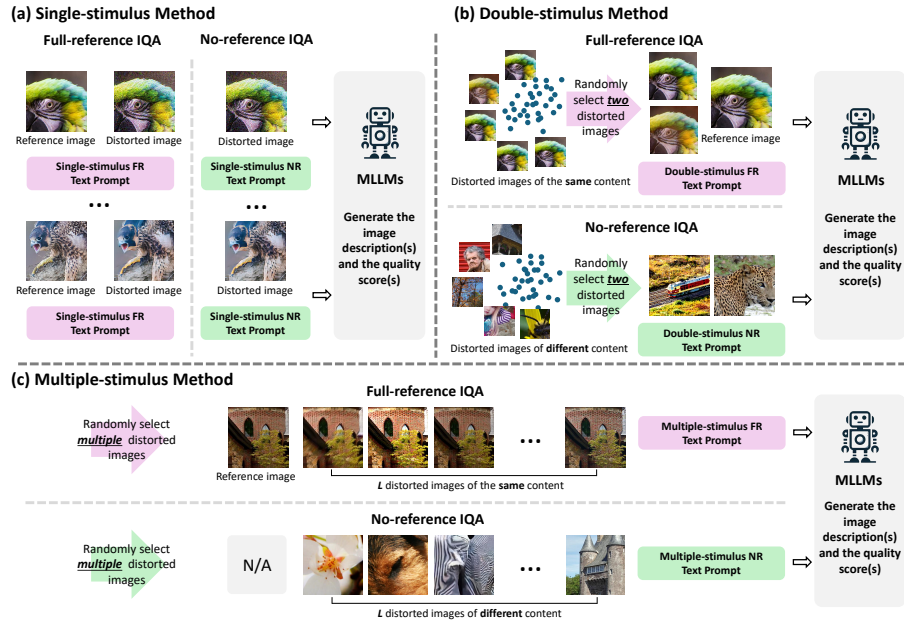 (a) Single-stimulus Method
Full-reference IQA
No-reference IQA
Reference image
Distorted image
Distorted image
Single-stimulus FR
Text Prompt
Single-stimulus NR
Text Prompt
...
...
Reference image
Distorted image
Distorted image
Single-stimulus FR
Text Prompt
Single-stimulus NR
Text Prompt
MLLMs
Generate the
image
description(s)
and the quality
score(s)
(b) Double-stimulus Method
Full-reference IQA
Randomly
select two
distorted
images
Reference image
Distorted images of the same content
Double-stimulus FR
Text Prompt
No-reference IQA
Randomly
select two
distorted
images
Distorted images of different content
Double-stimulus NR
Text Prompt
MLLMs
Generate the
image
description(s)
and the quality
score(s)
(c) Multiple-stimulus Method
Full-reference IQA
Randomly select
multiple distorted
images
Reference image
...
L distorted images of the same content
Multiple-stimulus FR
Text Prompt
No-reference IQA
Randomly select
multiple distorted
images
N/A
...
L distorted images of different content
Multiple-stimulus NR
Text Prompt
MLLMs
Generate the
image
description(s)
and the quality
score(s)